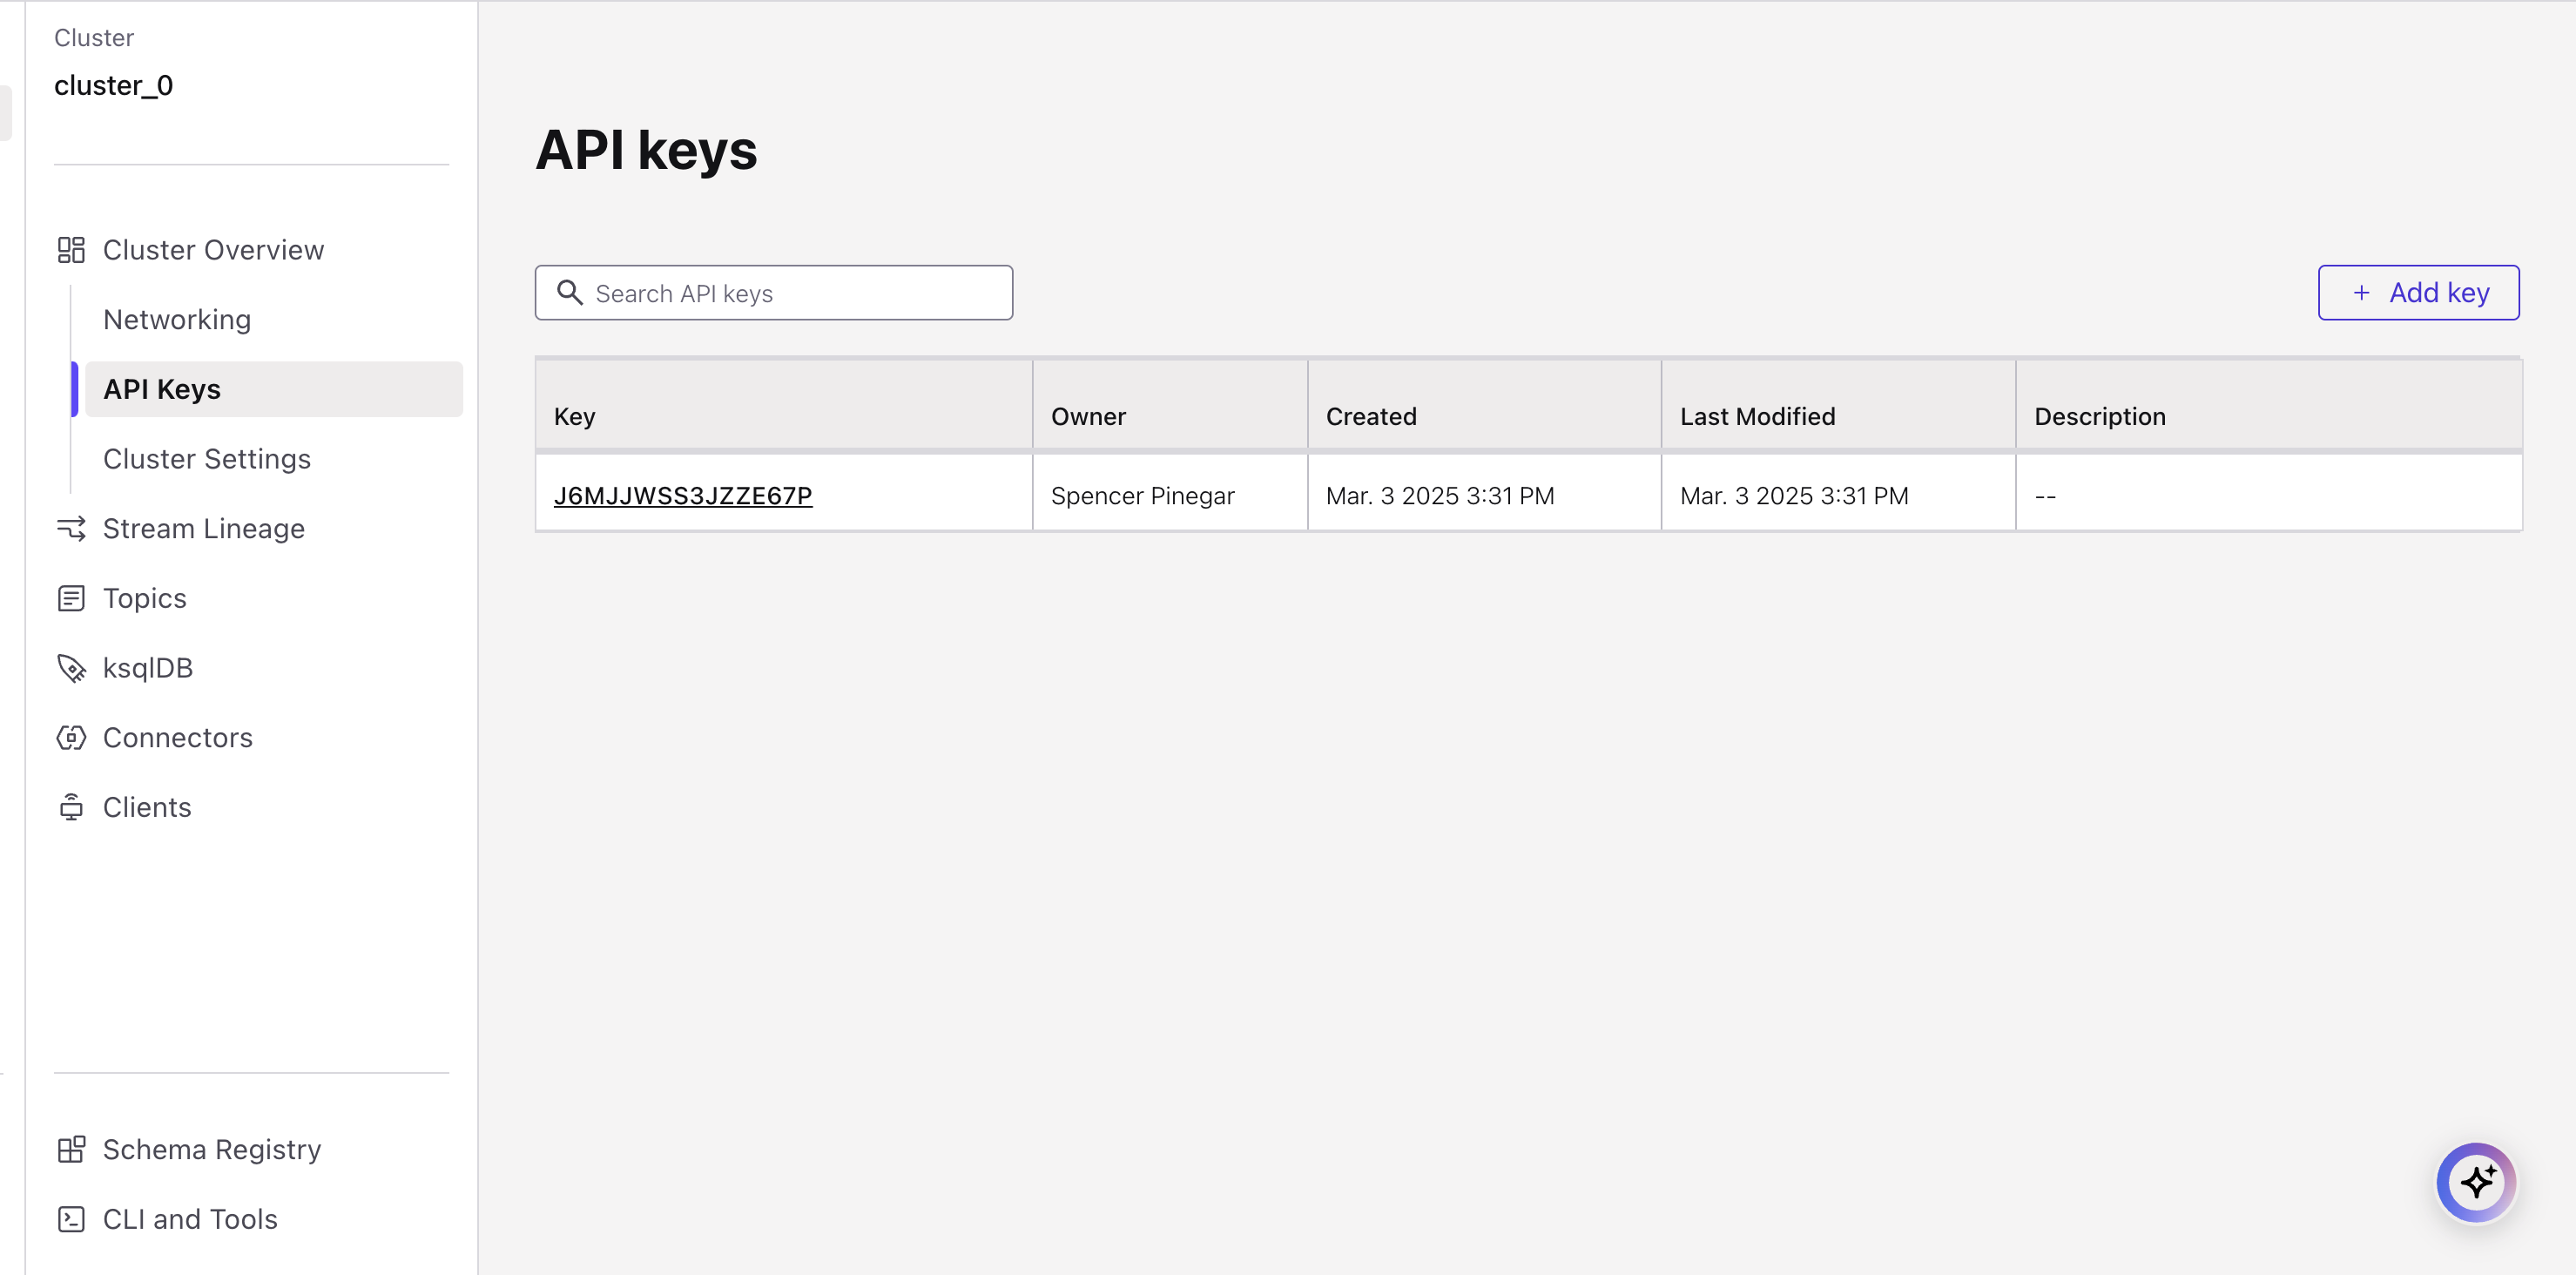 Cluster
cluster_0
Cluster Overview
Networking
API Keys
Cluster Settings
Stream Lineage
Topics
ksqlDB
Connectors
Clients
Schema Registry
CLI and Tools
API keys
Search API keys
+ Add key
Key Owner Created Last Modified Description
J6MJJWSS3JZZE67P Spencer Pinegar Mar. 3 2025 3:31 PM Mar. 3 2025 3:31 PM --